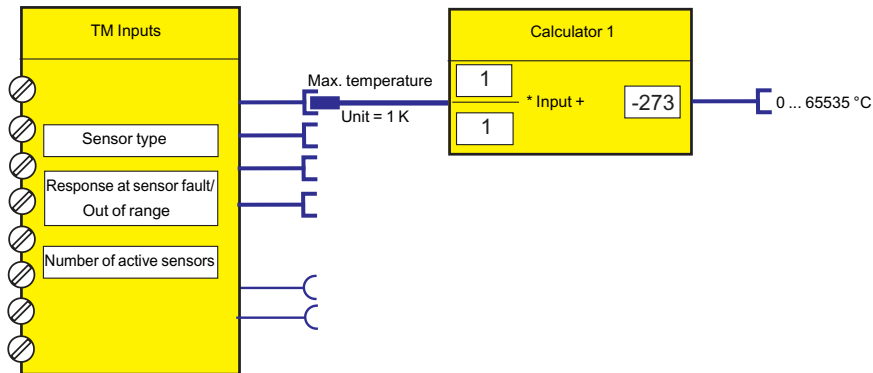 TM Inputs
Sensor type
Response at sensor fault/
Out of range
Number of active sensors
Max. temperature
Unit = 1 K
Calculator 1
1
1
* Input +
-273
0 ... 65535 °C